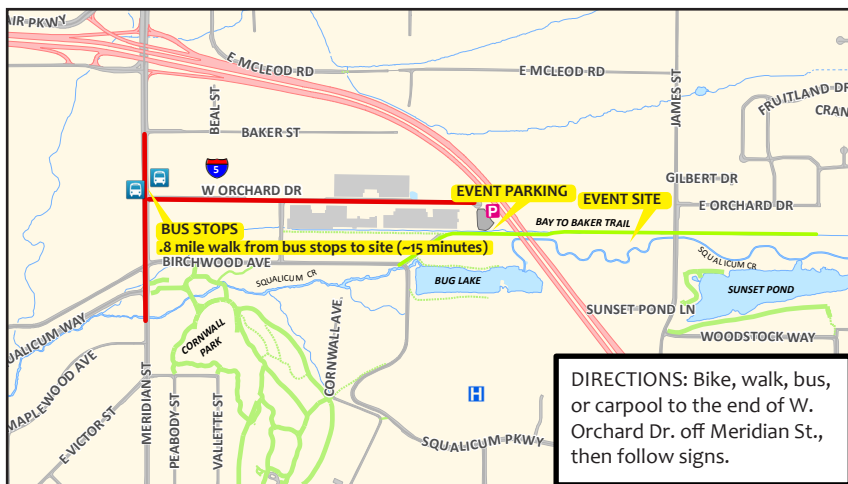 AIR PKWY
E MCLEOD RD
E MCLEOD RD
JAMES ST
BEAL ST
FRUITLAND DR
CRAN
BAKER ST
5
GILBERT DR
W ORCHARD DR
EVENT PARKING
EVENT SITE
P
E ORCHARD DR
BUS STOPS
.8 mile walk from bus stops to site (~15 minutes)
BAY TO BAKER TRAIL
BIRCHWOOD AVE
SQUALICUM CR
SQUALICUM CR
BUG LAKE
SUNSET POND
SUNSET POND LN
WOODSTOCK WAY
QUALICUM WAY
CORNWALL PARK
CORNWALL AVE.
MAPLEWOOD AVE
MERIDIAN ST
E VICTOR ST
PEABODY ST
VALLETTE ST
H
SQUALICUM PKWY
DIRECTIONS: Bike, walk, bus,
or carpool to the end of W.
Orchard Dr. off Meridian St.,
then follow signs.